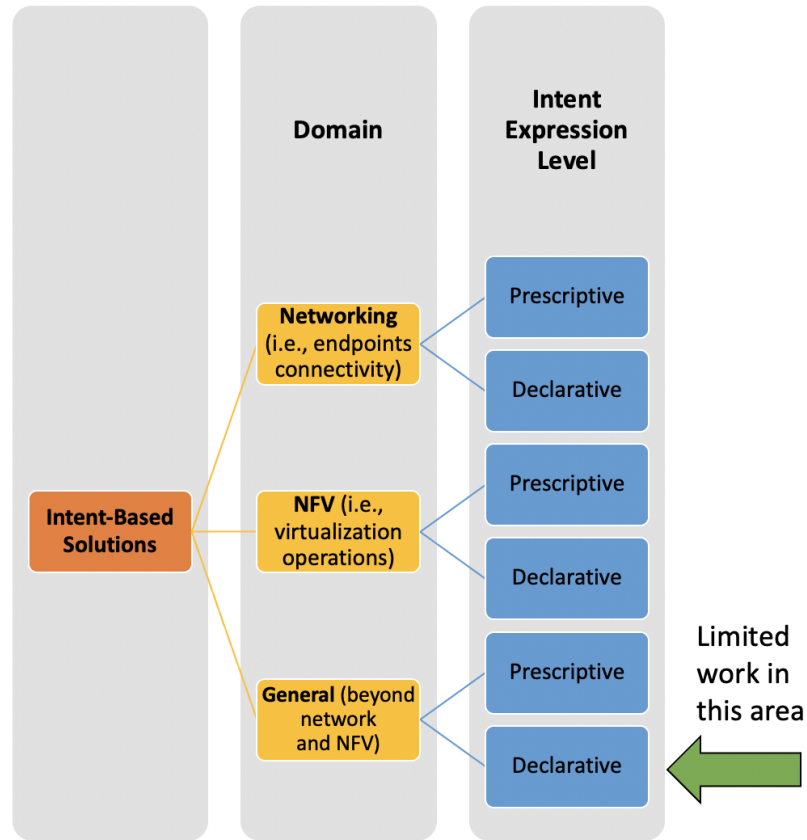 Domain
Intent
Expression
Level
Intent-Based
Solutions
Networking
(i.e., endpoints
connectivity)
Prescriptive
Declarative
NFV (i.e.,
virtualization
operations)
Prescriptive
Declarative
General (beyond
network
and NFV)
Prescriptive
Declarative
Limited
work in
this area